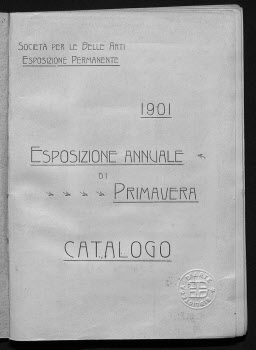 Società per le Belle Arti
Esposizione Permanente
1901
Esposizione annuale
di
Primavera
CATALOGO